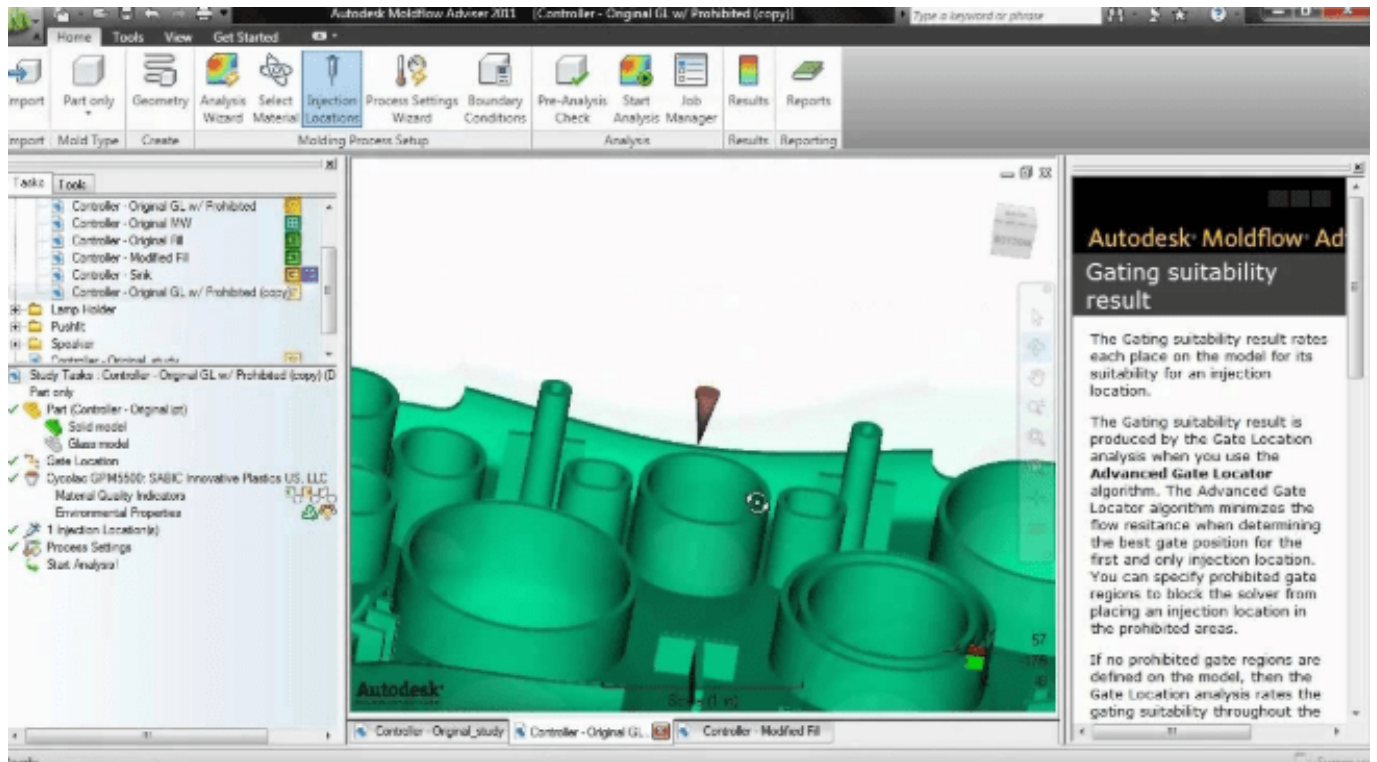 Autodesk Moldflow Adviser 2011 [Controller - Original GL w/ Prohibited (copy)]
Type a keyword or phrase
Home Tools View Get Started
Import Part only Geometry Analysis Wizard Select Material Injection Locations Process Settings Wizard Boundary Conditions Pre-Analysis Check Start Analysis Job Manager Results Reports
Import Mold Type Create Molding Process Setup Analysis Results Reporting
Tasks Tools
Controller - Original GL w/ Prohibited
Controller - Original MW
Controller - Original Fill
Controller - Modified Fill
Controller - Sink
Controller - Original GL w/ Prohibited (copy)
Lamp Holder
Pushlit
Speaker
Controller - Original_study
Study Tasks : Controller - Original GL w/ Prohibited (copy) (D
Part only
Part (Controller - Original.ipt)
Solid model
Glass model
Gate Location
Cycolac GPM5500: SABIC Innovative Plastics US, LLC
Material Quality Indicators
Environmental Properties
1 Injection Location(s)
Process Settings
Start Analysis!
BOTTOM
57
-176
Autodesk
Controller - Original_study
Controller - Original GL...
Controller - Modified Fill
Autodesk Moldflow Ad
Gating suitability
result
The Gating suitability result rates
each place on the model for its
suitability for an injection
location.
The Gating suitability result is
produced by the Gate Location
analysis when you use the
Advanced Gate Locator
algorithm. The Advanced Gate
Locator algorithm minimizes the
flow resitance when determining
the best gate position for the
first and only injection location.
You can specify prohibited gate
regions to block the solver from
placing an injection location in
the prohibited areas.
If no prohibited gate regions are
defined on the model, then the
Gate Location analysis rates the
gating suitability throughout the